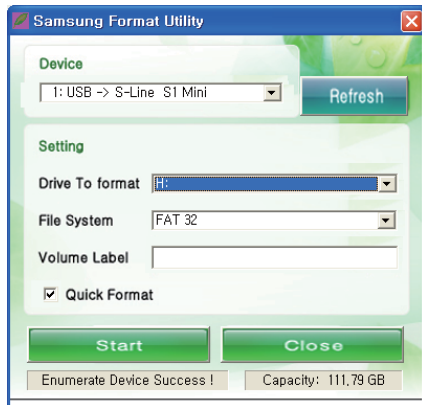 Samsung Format Utility
Device
1: USB -> S-Line S1 Mini
Refresh
Setting
Drive To format H:
File System FAT 32
Volume Label
Quick Format
Start Close
Enumerate Device Success ! Capacity: 111,79 GB